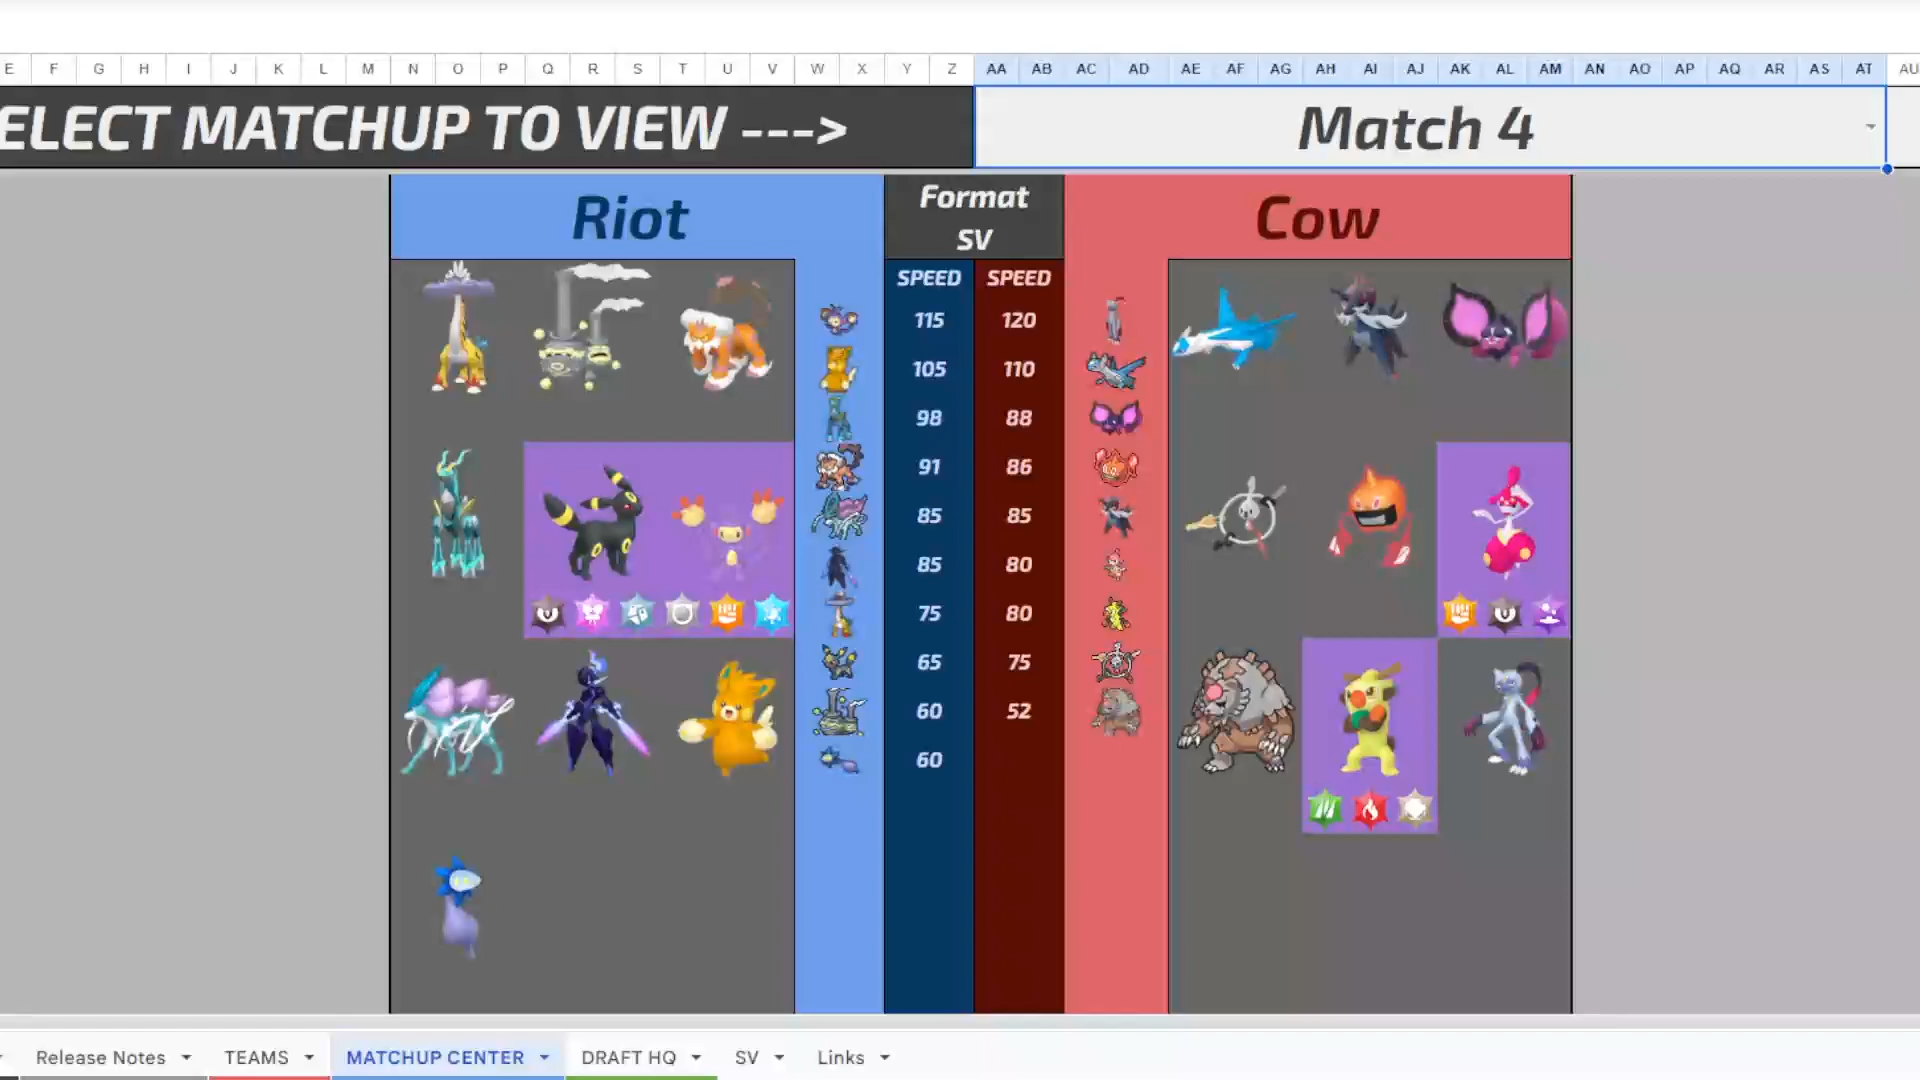 E F G H I J K L M N O P Q R S T U V W X Y Z AA AB AC AD AE AF AG AH AI AJ AK AL AM AN AO AP AQ AR AS AT AU
ELECT MATCHUP TO VIEW --->
Match 4
Riot
Format
SV
Cow
SPEED SPEED
115 120
105 110
98 88
91 86
85 85
85 80
75 80
65 75
60 52
60
Release Notes TEAMS MATCHUP CENTER DRAFT HQ SV Links